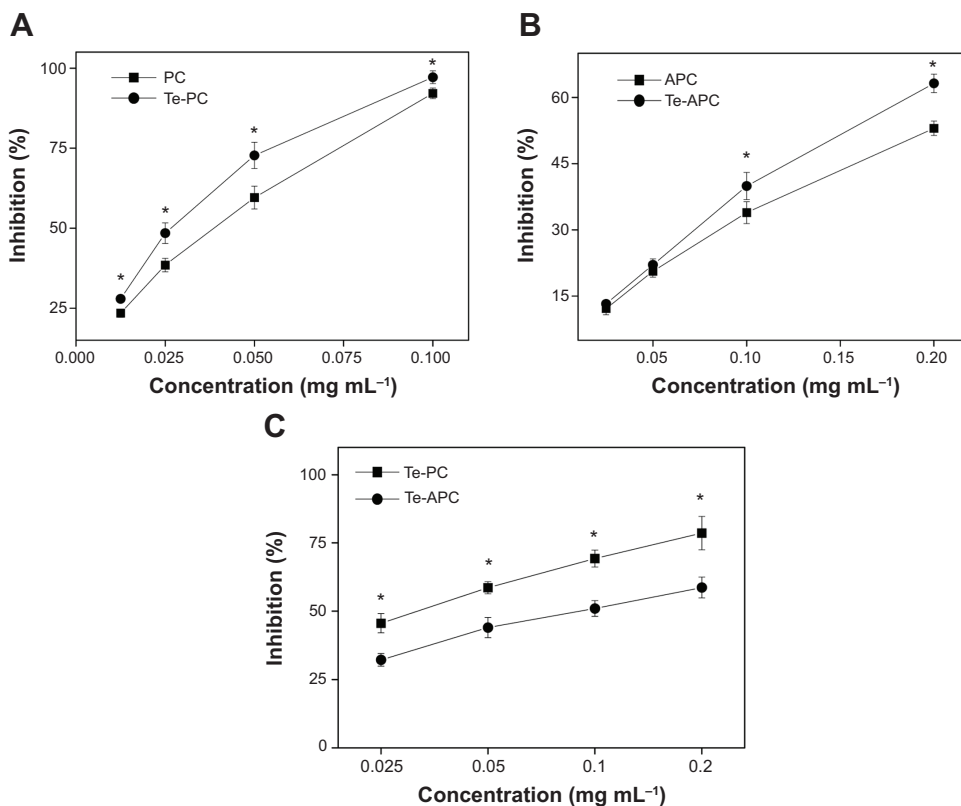 A
Inhibition (%)
100
75
50
25
PC
Te-PC
*
*
*
*
0.000
0.025
0.050
0.075
0.100
Concentration (mg mL⁻¹)
B
Inhibition (%)
60
45
30
15
APC
Te-APC
*
*
0.05
0.10
0.15
0.20
Concentration (mg mL⁻¹)
C
Inhibition (%)
100
75
50
25
0
Te-PC
Te-APC
*
*
*
*
0.025
0.05
0.1
0.2
Concentration (mg mL⁻¹)